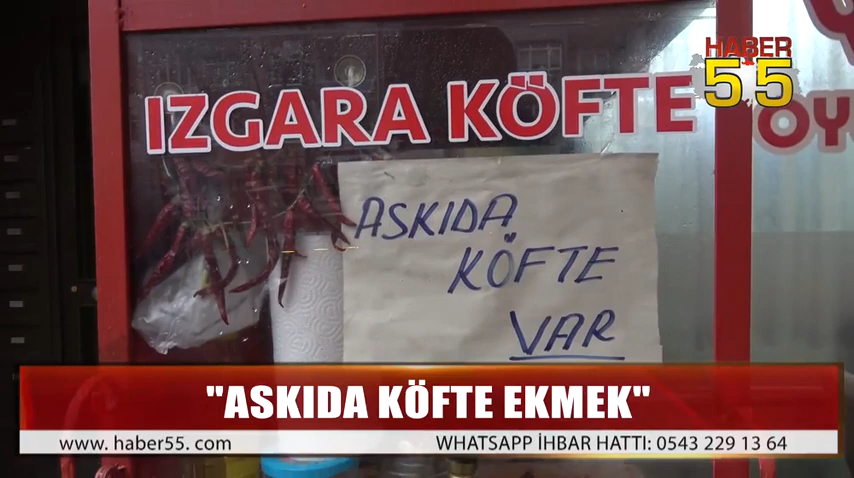 HABER
55
IZGARA KÖFTE
OY
ASKIDA
KÖFTE
VAR
"ASKIDA KÖFTE EKMEK"
www. haber55. com
WHATSAPP İHBAR HATTI: 0543 229 13 64